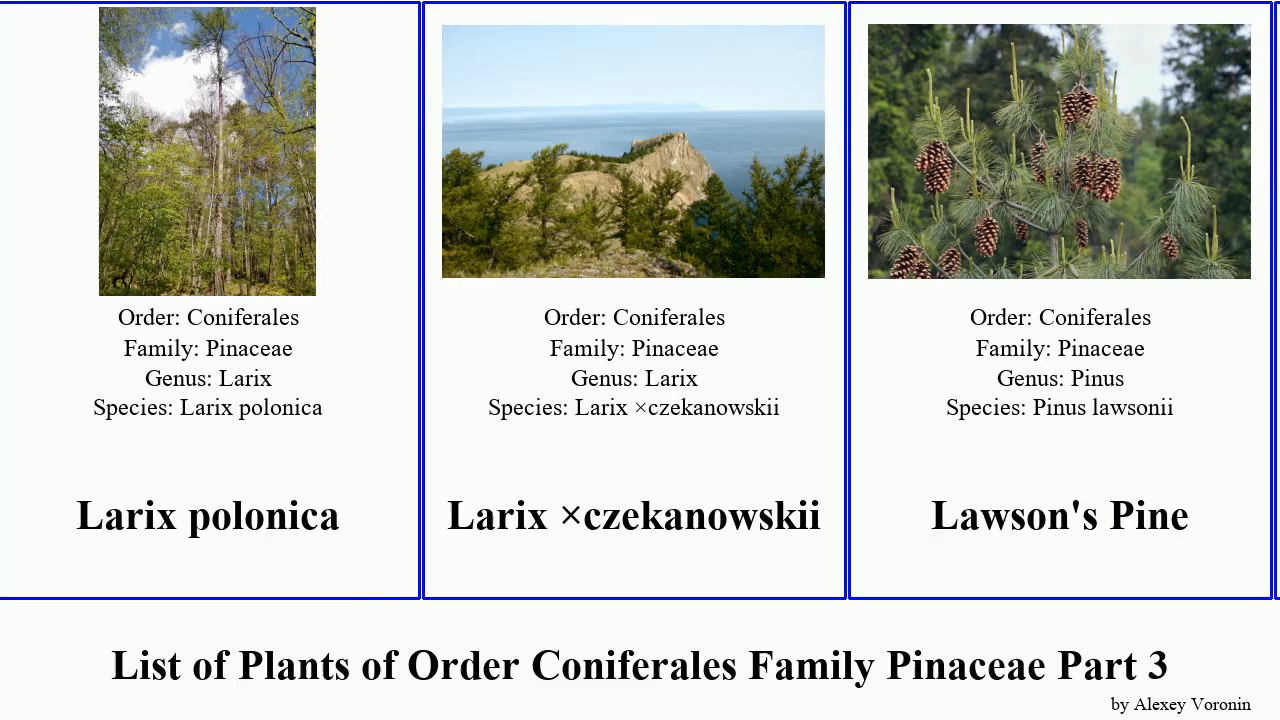 Order: Coniferales
Family: Pinaceae
Genus: Larix
Species: Larix polonica
Larix polonica
Order: Coniferales
Family: Pinaceae
Genus: Larix
Species: Larix ×czekanowskii
Larix ×czekanowskii
Order: Coniferales
Family: Pinaceae
Genus: Pinus
Species: Pinus lawsonii
Lawson's Pine
List of Plants of Order Coniferales Family Pinaceae Part 3
by Alexey Voronin